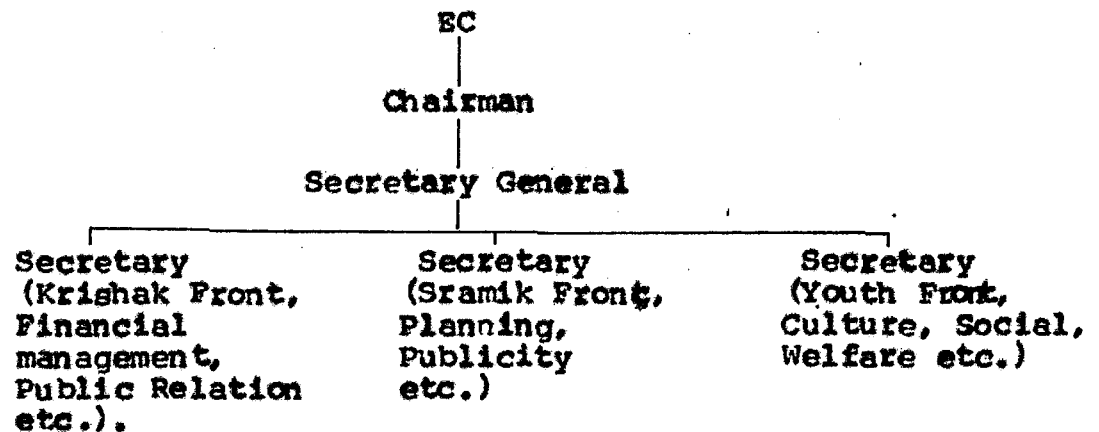 EC
Chairman
Secretary General
Secretary
(Krishak Front,
Financial
management,
Public Relation
etc.).
Secretary
(Sramik Front,
Planning,
Publicity
etc.)
Secretary
(Youth Front,
Culture, Social,
Welfare etc.)